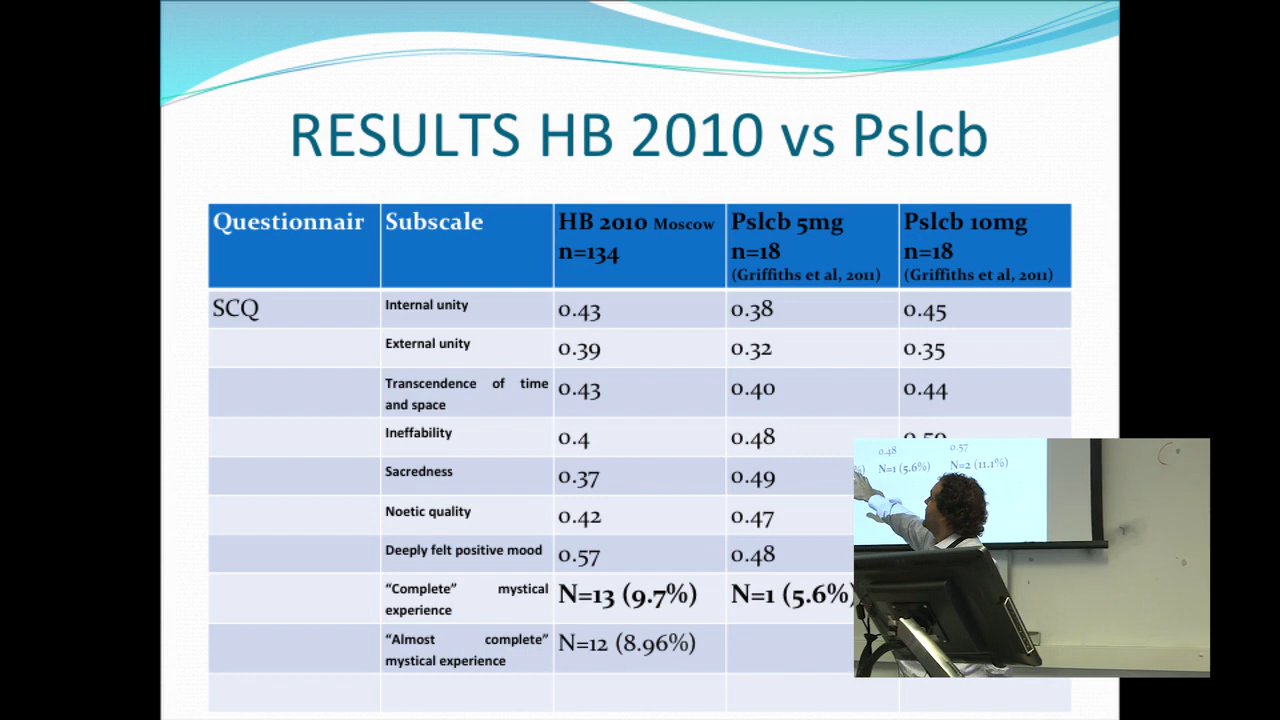 RESULTS HB 2010 vs Pslcb
Questionnair Subscale HB 2010 Moscow n=134 Pslcb 5mg n=18 (Griffiths et al, 2011) Pslcb 10mg n=18 (Griffiths et al, 2011)
SCQ Internal unity 0.43 0.38 0.45
External unity 0.39 0.32 0.35
Transcendence of time and space 0.43 0.40 0.44
Ineffability 0.4 0.48
Sacredness 0.37 0.49
Noetic quality 0.42 0.47
Deeply felt positive mood 0.57 0.48
“Complete” mystical experience N=13 (9.7%) N=1 (5.6%)
“Almost complete” mystical experience N=12 (8.96%)
0.48 0.57
N=1 (5.6%) N=2 (11.1%)